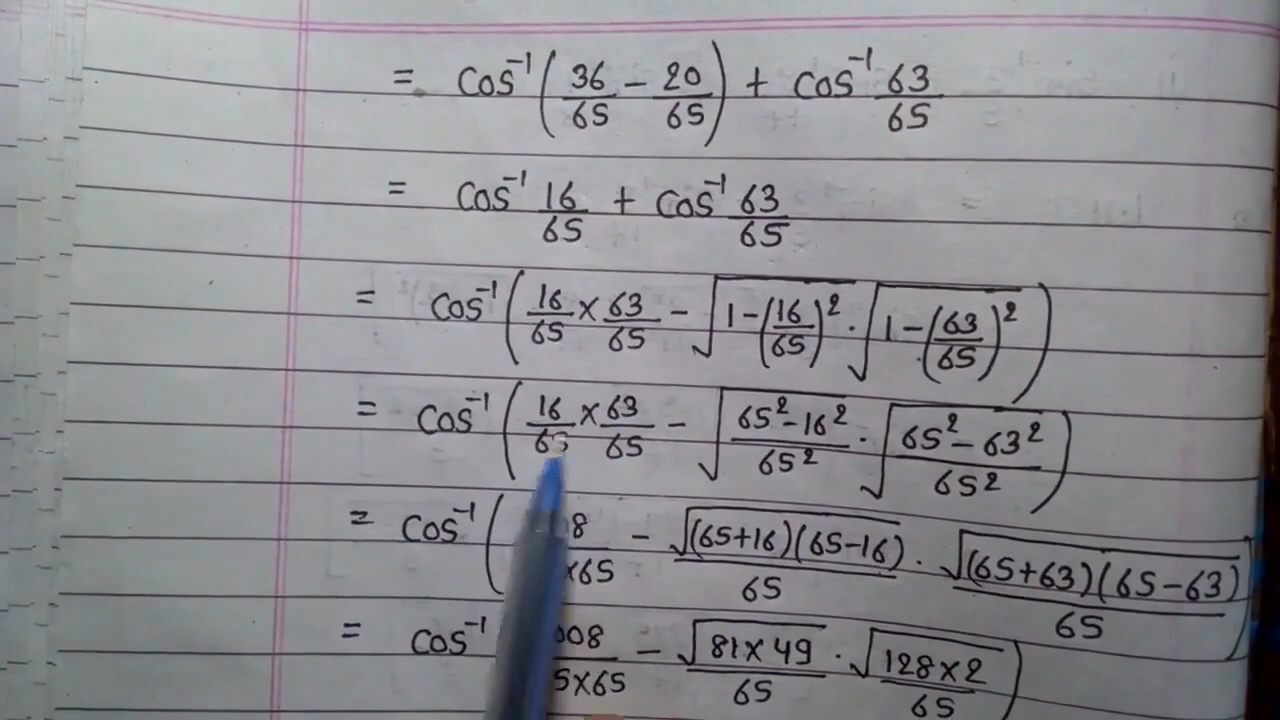 = cos⁻¹(36/65 - 20/65) + cos⁻¹ 63/65
= cos⁻¹ 16/65 + cos⁻¹ 63/65
= cos⁻¹(16/65 × 63/65 - √(1-(16/65)²) · √(1-(63/65)²))
= cos⁻¹(16/65 × 63/65 - √((65²-16²)/65²) · √((65²-63²)/65²))
= cos⁻¹( 08/ ×65 - √((65+16)(65-16))/65 · √((65+63)(65-63))/65)
= cos⁻¹ 008/ 5×65 - √(81×49)/65 · √(128×2)/65)